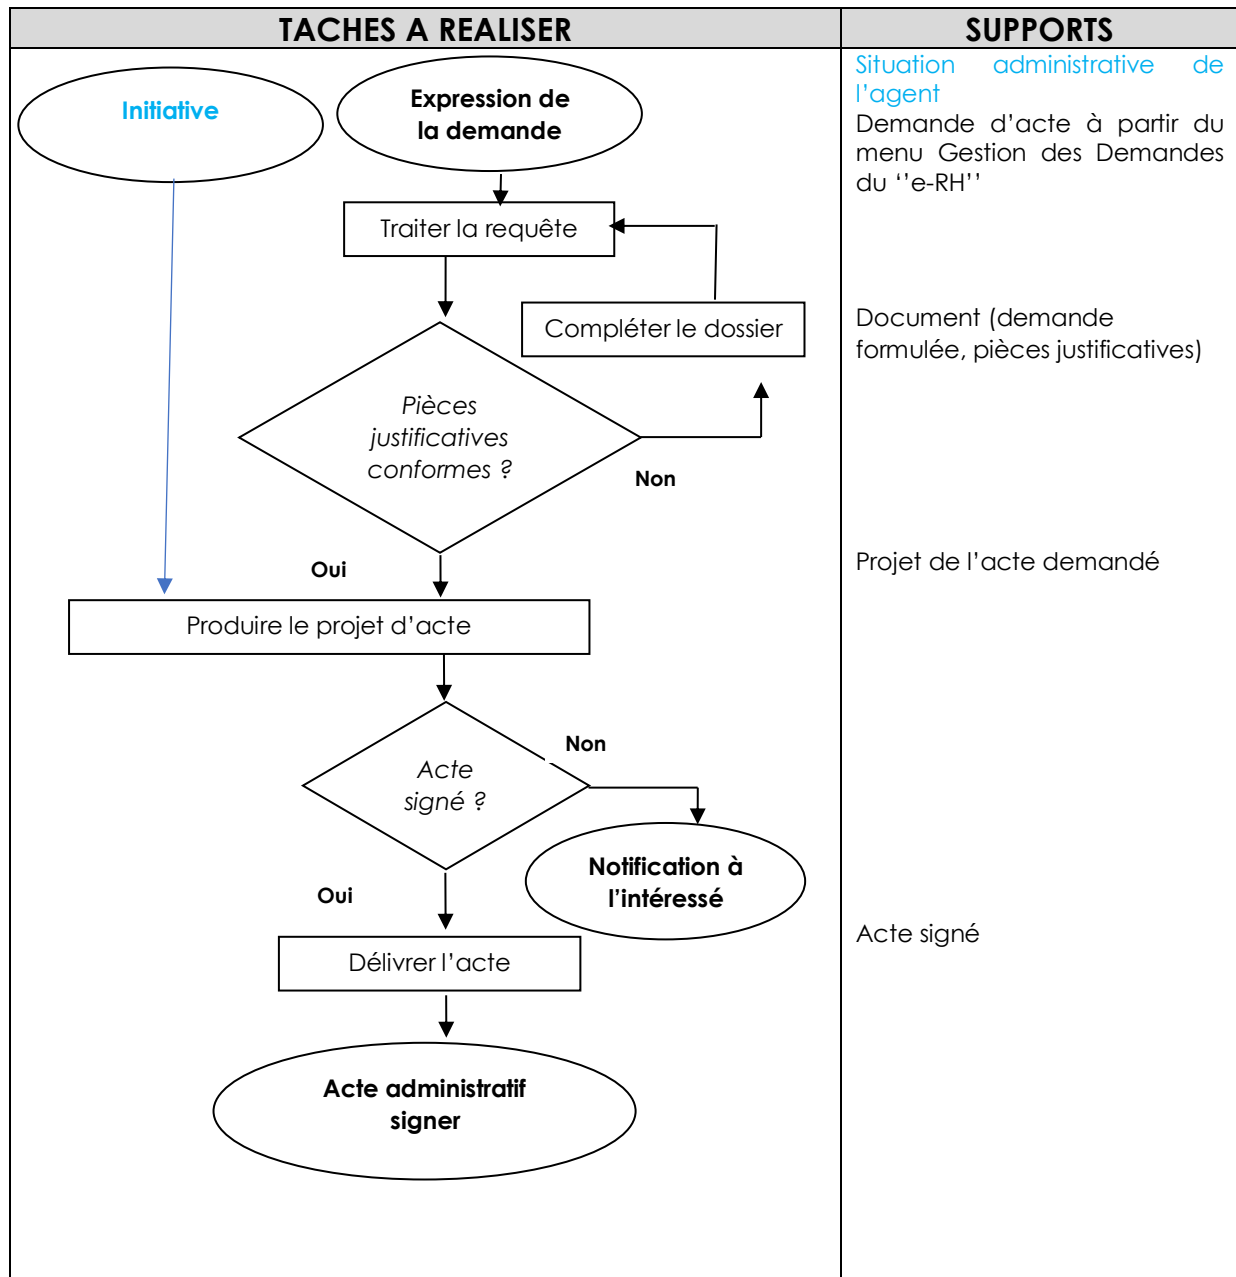 TACHES A REALISER
SUPPORTS
Initiative
Expression de
la demande
Situation administrative de
l’agent
Demande d’acte à partir du
menu Gestion des Demandes
du ‘’e-RH’’
Traiter la requête
Compléter le dossier
Document (demande
formulée, pièces justificatives)
Pièces
justificatives
conformes ?
Non
Oui
Projet de l’acte demandé
Produire le projet d’acte
Non
Acte
signé ?
Notification à
l’intéressé
Oui
Acte signé
Délivrer l’acte
Acte administratif
signer